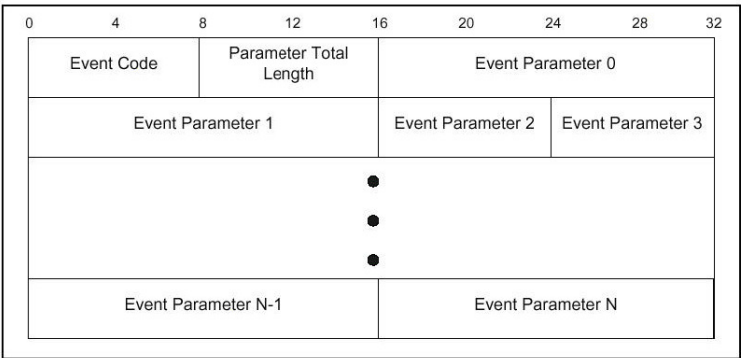 0 4 8 12 16 20 24 28 32
Event Code
Parameter Total
Length
Event Parameter 0
Event Parameter 1
Event Parameter 2
Event Parameter 3
Event Parameter N-1
Event Parameter N